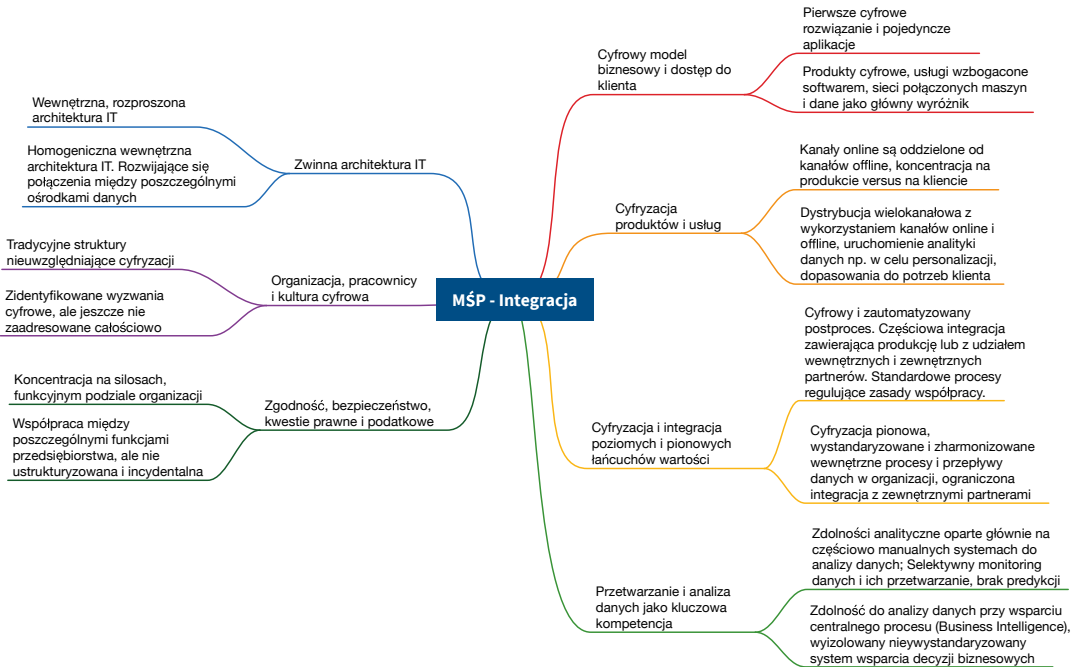 Wewnętrzna, rozproszona
architektura IT
Homogeniczna wewnętrzna
architektura IT. Rozwijające się
połączenia między poszczególnymi
ośrodkami danych
Zwinna architektura IT
Tradycyjne struktury
nieuwzględniające cyfryzacji
Zidentyfikowane wyzwania
cyfrowe, ale jeszcze nie
zaadresowane całościowo
Organizacja, pracownicy
i kultura cyfrowa
Koncentracja na silosach,
funkcyjnym podziale organizacji
Współpraca między
poszczególnymi funkcjami
przedsiębiorstwa, ale nie
ustrukturyzowana i incydentalna
Zgodność, bezpieczeństwo,
kwestie prawne i podatkowe
MŚP - Integracja
Cyfrowy model
biznesowy i dostęp do
klienta
Pierwsze cyfrowe
rozwiązanie i pojedyncze
aplikacje
Produkty cyfrowe, usługi wzbogacone
softwarem, sieci połączonych maszyn
i dane jako główny wyróżnik
Cyfryzacja
produktów i usług
Kanały online są oddzielone od
kanałów offline, koncentracja na
produkcie versus na kliencie
Dystrybucja wielokanałowa z
wykorzystaniem kanałów online i
offline, uruchomienie analityki
danych np. w celu personalizacji,
dopasowania do potrzeb klienta
Cyfryzacja i integracja
poziomych i pionowych
łańcuchów wartości
Cyfrowy i zautomatyzowany
postproces. Częściowa integracja
zawierająca produkcję lub z udziałem
wewnętrznych i zewnętrznych
partnerów. Standardowe procesy
regulujące zasady współpracy.
Cyfryzacja pionowa,
wystandaryzowane i zharmonizowane
wewnętrzne procesy i przepływy
danych w organizacji, ograniczona
integracja z zewnętrznymi partnerami
Przetwarzanie i analiza
danych jako kluczowa
kompetencja
Zdolności analityczne oparte głównie na
częściowo manualnych systemach do
analizy danych; Selektywny monitoring
danych i ich przetwarzanie, brak predykcji
Zdolność do analizy danych przy wsparciu
centralnego procesu (Business Intelligence),
wyizolowany nieywystandaryzowany
system wsparcia decyzji biznesowych